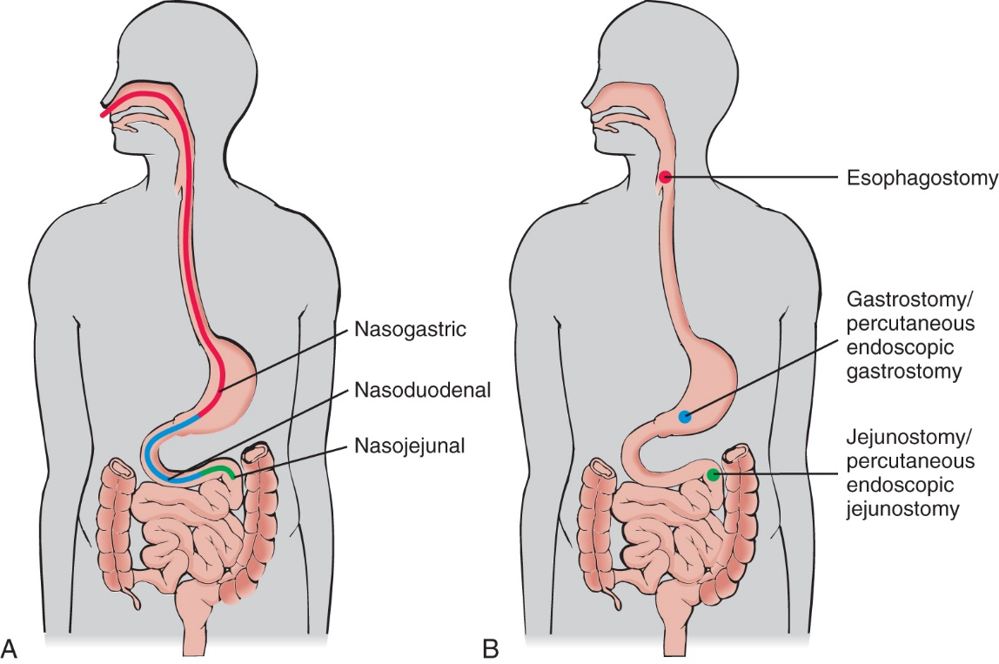 Nasogastric
Nasoduodenal
Nasojejunal
A
Esophagostomy
Gastrostomy/
percutaneous
endoscopic
gastrostomy
Jejunostomy/
percutaneous
endoscopic
jejunostomy
B